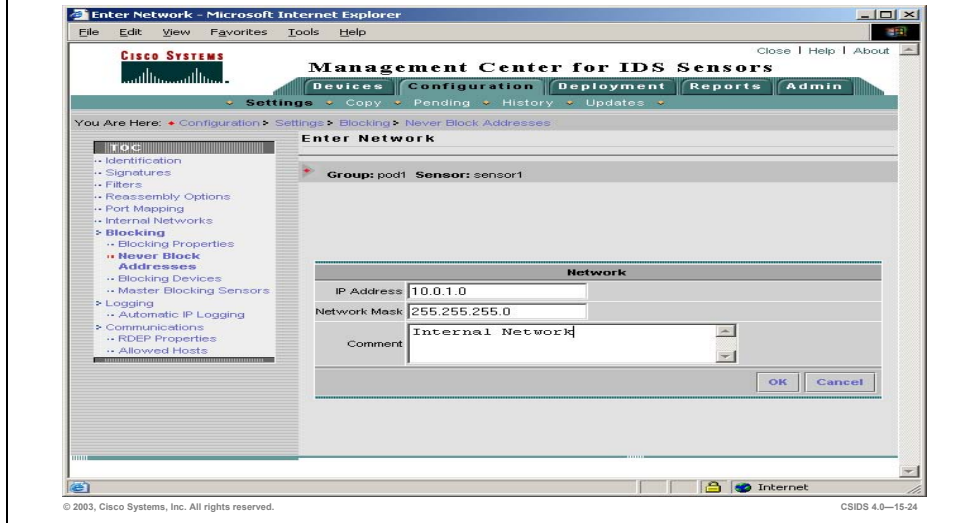 Enter Network - Microsoft Internet Explorer
File Edit View Favorites Tools Help
Close | Help | About
CISCO SYSTEMS
Management Center for IDS Sensors
Devices Configuration Deployment Reports Admin
Settings Copy Pending History Updates
You Are Here: Configuration > Settings > Blocking > Never Block Addresses
TOC
Identification
Signatures
Filters
Reassembly Options
Port Mapping
Internal Networks
Blocking
Blocking Properties
Never Block
Addresses
Blocking Devices
Master Blocking Sensors
Logging
Automatic IP Logging
Communications
RDEP Properties
Allowed Hosts
Enter Network
Group: pod1 Sensor: sensor1
Network
IP Address 10.0.1.0
Network Mask 255.255.255.0
Comment Internal Network
OK Cancel
Internet
© 2003, Cisco Systems, Inc. All rights reserved.
CSIDS 4.0—15-24